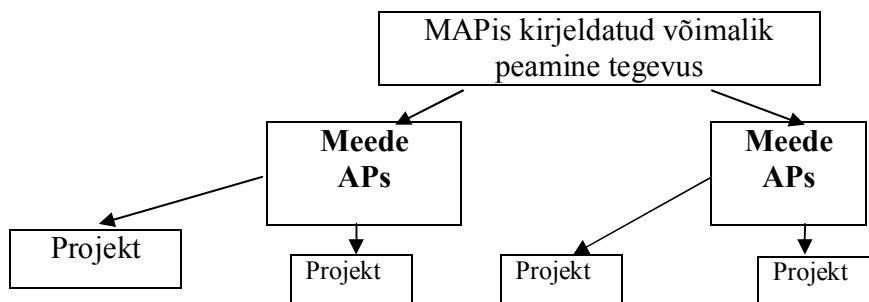 MAPis kirjeldatud võimalik
peamine tegevus
Meede
APs
Meede
APs
Projekt
Projekt
Projekt
Projekt